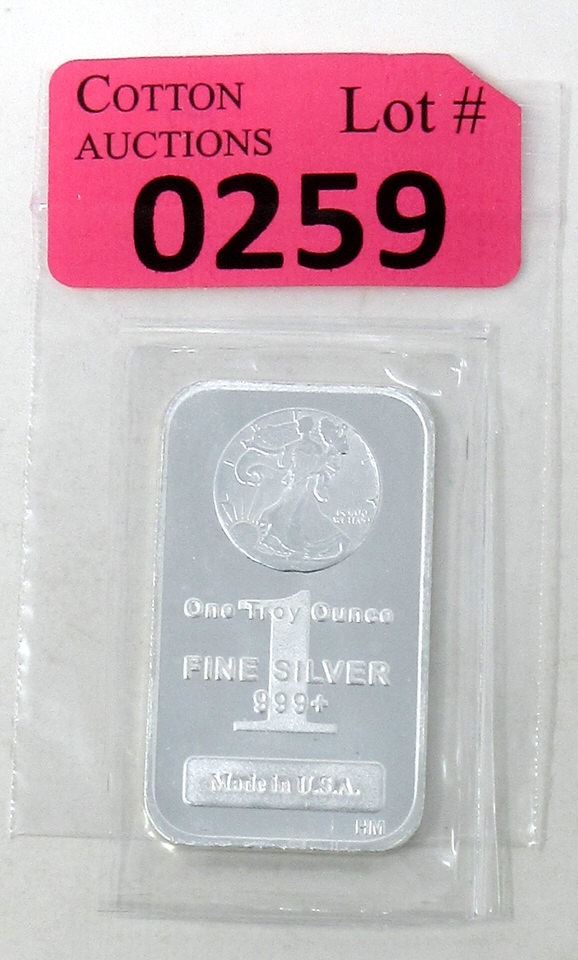 COTTON
AUCTIONS
Lot #
0259
One Troy Ounce
1
FINE SILVER
999+
Made in U.S.A.
HM